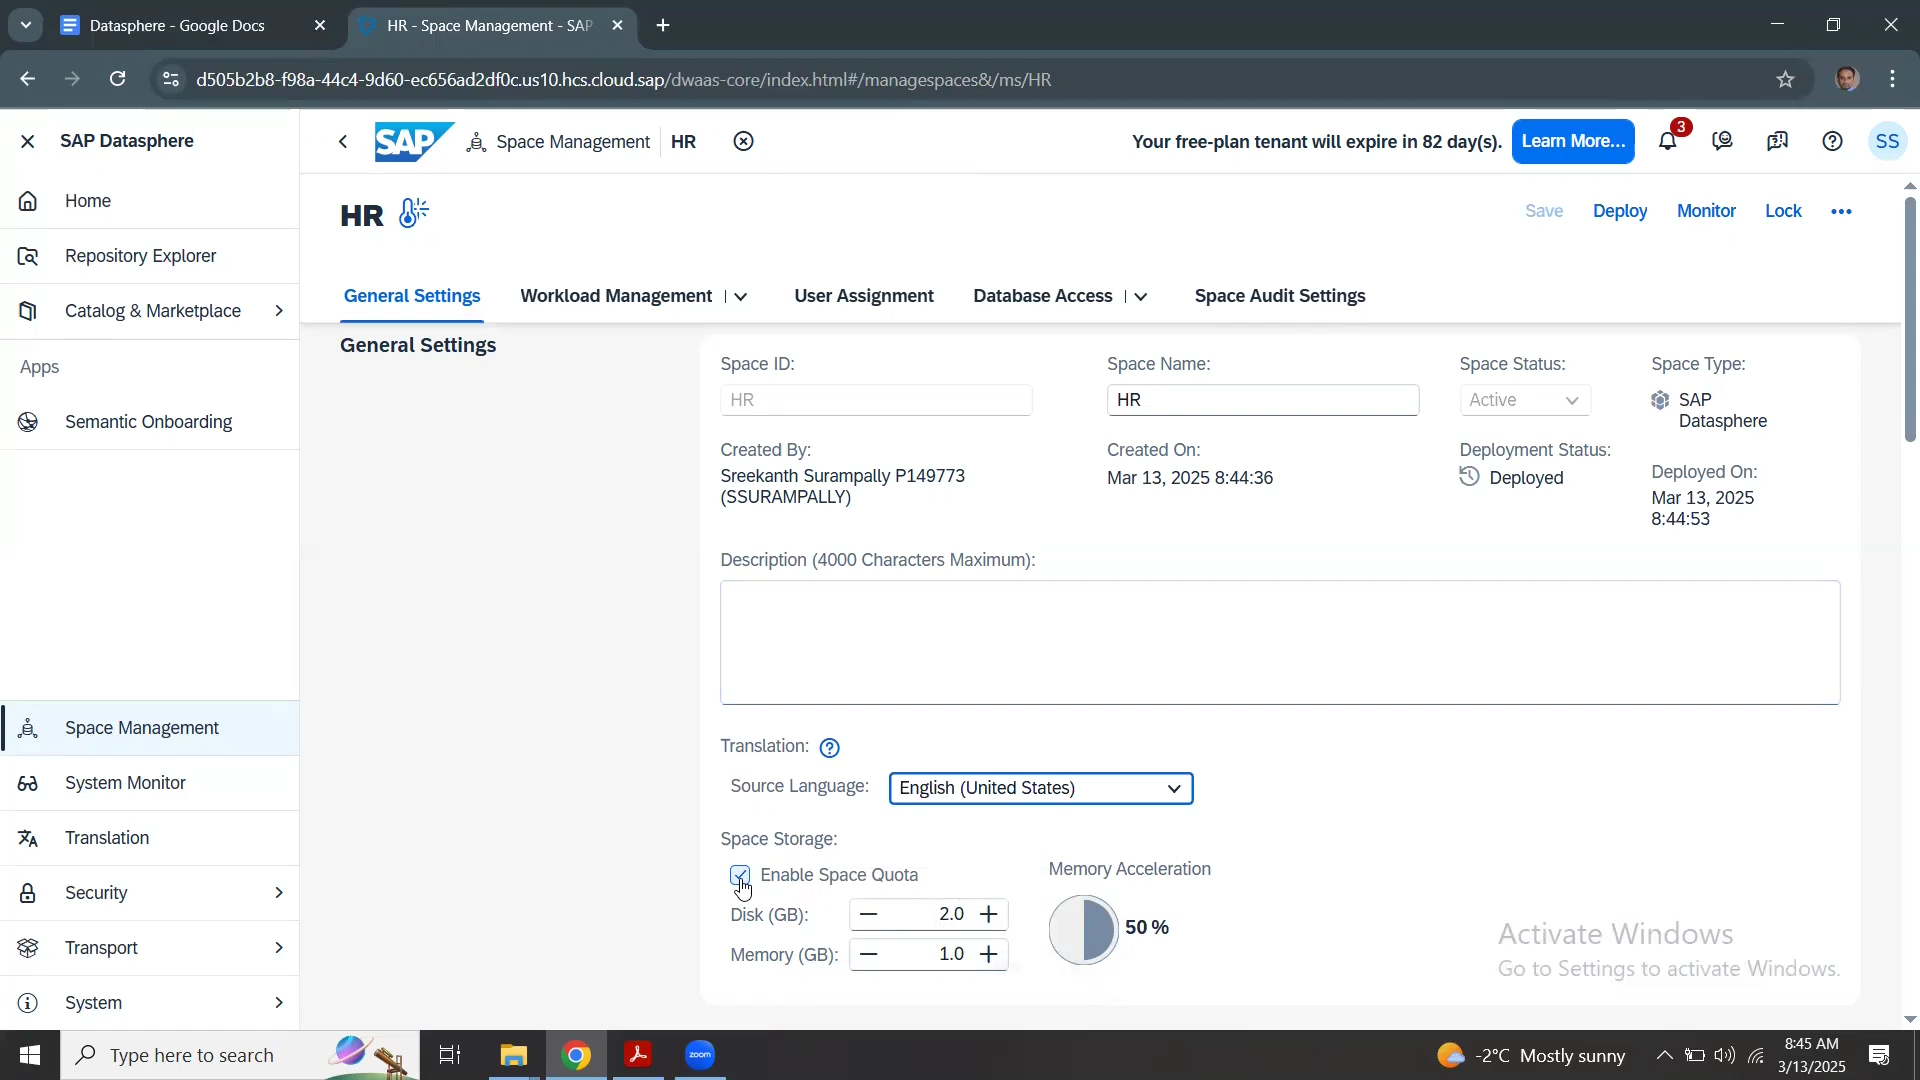 Datasphere - Google Docs
HR - Space Management - SAP
d505b2b8-f98a-44c4-9d60-ec656ad2df0c.us10.hcs.cloud.sap/dwaas-core/index.html#/managespaces&/ms/HR
SAP Datasphere
SAP
Space Management
HR
Your free-plan tenant will expire in 82 day(s).
Learn More...
3
SS
Home
Repository Explorer
Catalog & Marketplace
Apps
Semantic Onboarding
Space Management
System Monitor
Translation
Security
Transport
System
HR
Save
Deploy
Monitor
Lock
General Settings
Workload Management
User Assignment
Database Access
Space Audit Settings
General Settings
Space ID:
HR
Space Name:
HR
Space Status:
Active
Space Type:
SAP
Datasphere
Created By:
Sreekanth Surampally P149773
(SSURAMPALLY)
Created On:
Mar 13, 2025 8:44:36
Deployment Status:
Deployed
Deployed On:
Mar 13, 2025
8:44:53
Description (4000 Characters Maximum):
Translation:
Source Language:
English (United States)
Space Storage:
Enable Space Quota
Disk (GB):
2.0
Memory (GB):
1.0
Memory Acceleration
50 %
Activate Windows
Go to Settings to activate Windows.
Type here to search
zoom
-2°C Mostly sunny
8:45 AM
3/13/2025